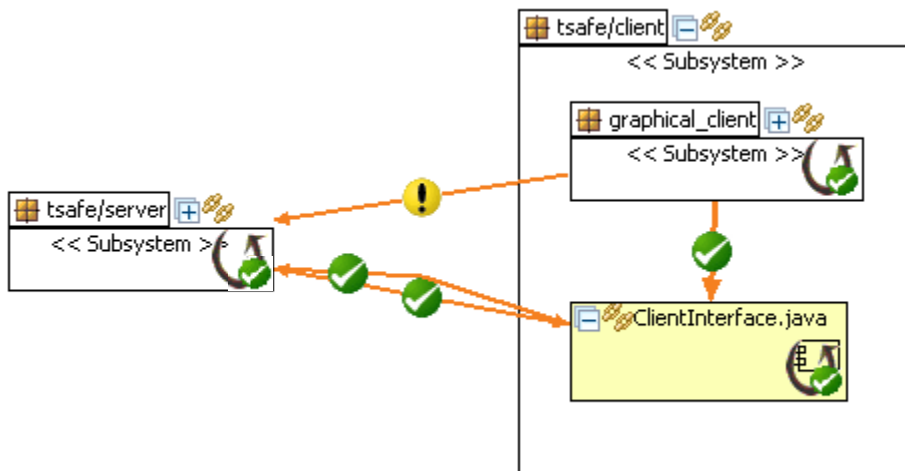 tsafe/client
<< Subsystem >>
graphical_client
<< Subsystem >>
tsafe/server
<< Subsystem >>
ClientInterface.java